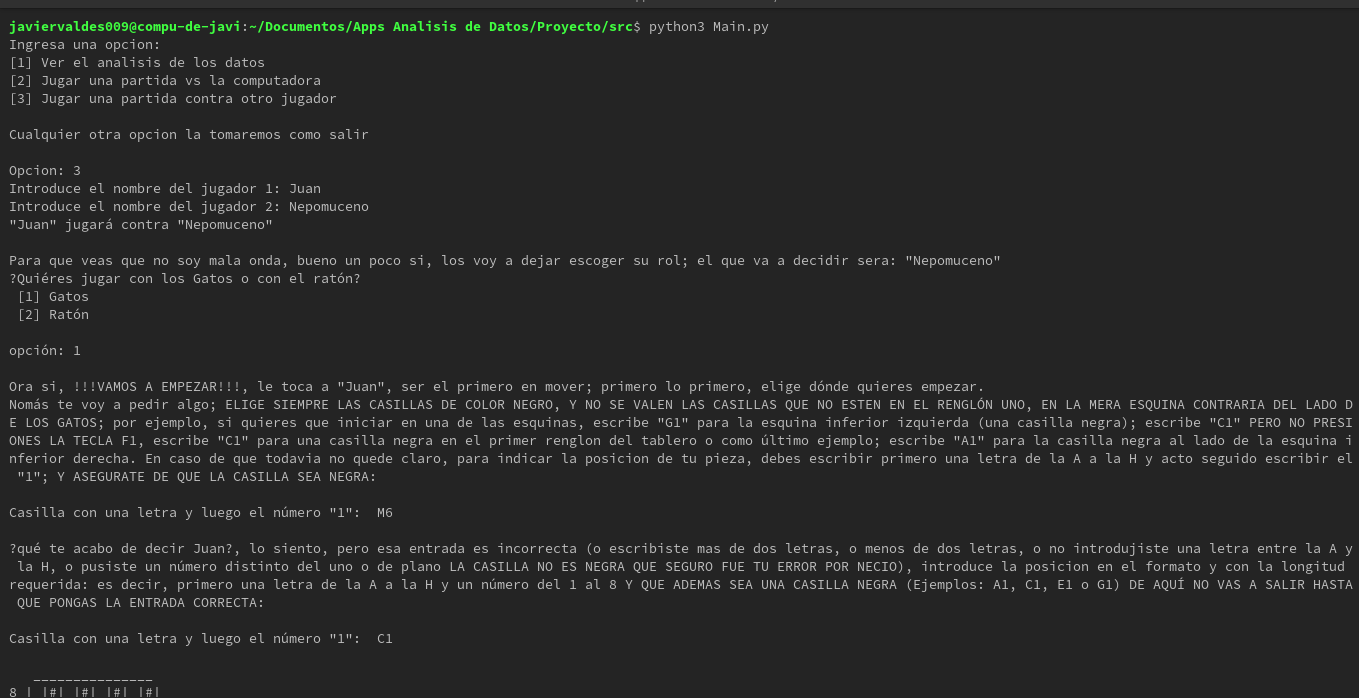 javiervaldes009@compu-de-javi:~/Documentos/Apps Analisis de Datos/Proyecto/src$ python3 Main.py
Ingresa una opcion:
[1] Ver el analisis de los datos
[2] Jugar una partida vs la computadora
[3] Jugar una partida contra otro jugador
Cualquier otra opcion la tomaremos como salir
Opcion: 3
Introduce el nombre del jugador 1: Juan
Introduce el nombre del jugador 2: Nepomuceno
"Juan" jugará contra "Nepomuceno"
Para que veas que no soy mala onda, bueno un poco si, los voy a dejar escoger su rol; el que va a decidir sera: "Nepomuceno"
?Quiéres jugar con los Gatos o con el ratón?
[1] Gatos
[2] Ratón
opción: 1
Ora si, !!!VAMOS A EMPEZAR!!!, le toca a "Juan", ser el primero en mover; primero lo primero, elige dónde quieres empezar.
Nomás te voy a pedir algo; ELIGE SIEMPRE LAS CASILLAS DE COLOR NEGRO, Y NO SE VALEN LAS CASILLAS QUE NO ESTEN EN EL RENGLÓN UNO, EN LA MERA ESQUINA CONTRARIA DEL LADO D
E LOS GATOS; por ejemplo, si quieres que iniciar en una de las esquinas, escribe "G1" para la esquina inferior izquierda (una casilla negra); escribe "C1" PERO NO PRESI
ONES LA TECLA F1, escribe "C1" para una casilla negra en el primer renglon del tablero o como último ejemplo; escribe "A1" para la casilla negra al lado de la esquina i
nferior derecha. En caso de que todavia no quede claro, para indicar la posicion de tu pieza, debes escribir primero una letra de la A a la H y acto seguido escribir el
"1"; Y ASEGURATE DE QUE LA CASILLA SEA NEGRA:
Casilla con una letra y luego el número "1":  M6
?qué te acabo de decir Juan?, lo siento, pero esa entrada es incorrecta (o escribiste mas de dos letras, o menos de dos letras, o no introdujiste una letra entre la A y
la H, o pusiste un número distinto del uno o de plano LA CASILLA NO ES NEGRA QUE SEGURO FUE TU ERROR POR NECIO), introduce la posicion en el formato y con la longitud
requerida: es decir, primero una letra de la A a la H y un número del 1 al 8 Y QUE ADEMAS SEA UNA CASILLA NEGRA (Ejemplos: A1, C1, E1 o G1) DE AQUÍ NO VAS A SALIR HASTA
QUE PONGAS LA ENTRADA CORRECTA:
Casilla con una letra y luego el número "1":  C1
_______________
8 | |#| |#| |#| |#|